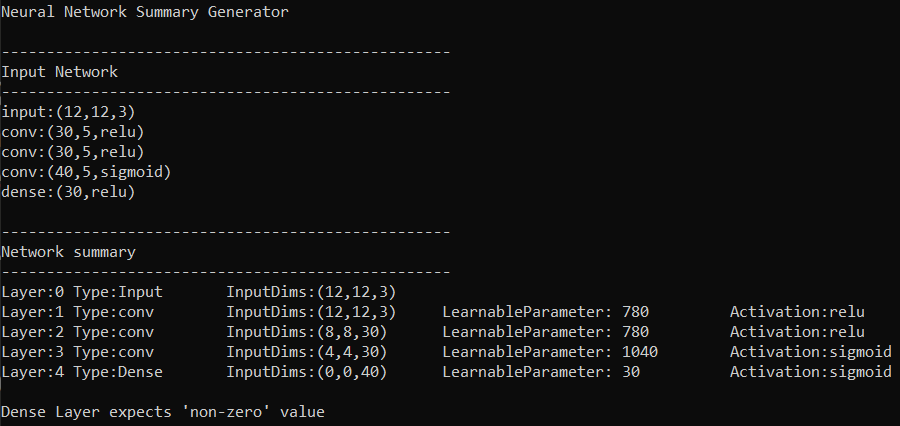 Neural Network Summary Generator
--------------------------------------------------
Input Network
--------------------------------------------------
input:(12,12,3)
conv:(30,5,relu)
conv:(30,5,relu)
conv:(40,5,sigmoid)
dense:(30,relu)
--------------------------------------------------
Network summary
--------------------------------------------------
Layer:0 Type:Input InputDims:(12,12,3)
Layer:1 Type:conv InputDims:(12,12,3) LearnableParameter: 780 Activation:relu
Layer:2 Type:conv InputDims:(8,8,30) LearnableParameter: 780 Activation:relu
Layer:3 Type:conv InputDims:(4,4,30) LearnableParameter: 1040 Activation:sigmoid
Layer:4 Type:Dense InputDims:(0,0,40) LearnableParameter: 30 Activation:sigmoid
Dense Layer expects 'non-zero' value